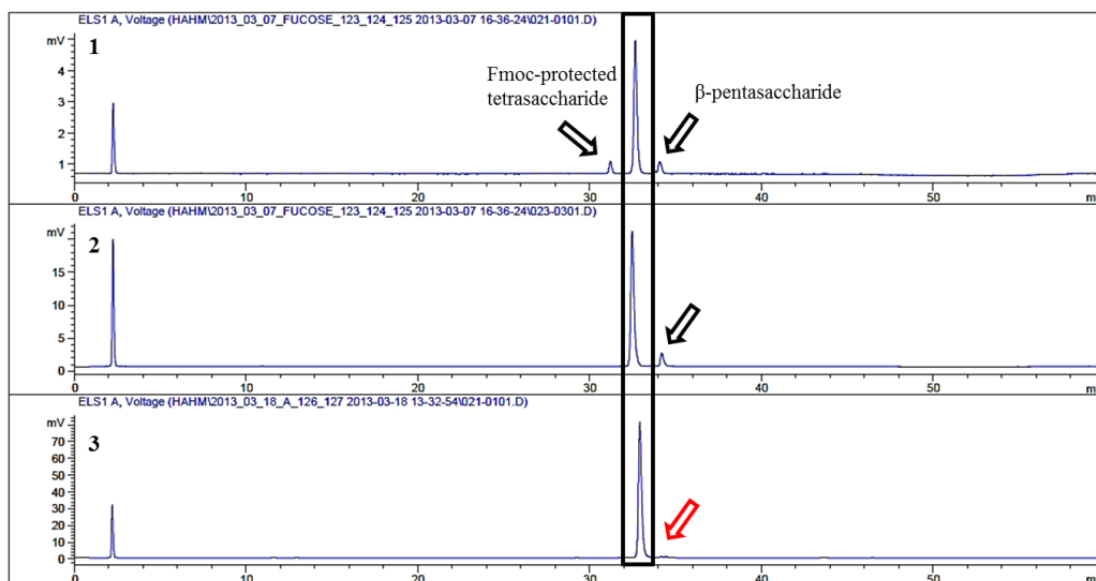 ELS1 A, Voltage (HAHM\2013_03_07_FUCOSE_123_124_125 2013-03-07 16-36-24\021-0101.D)
mV
1
Fmoc-protected
tetrasaccharide
β-pentasaccharide
4
3
2
1
0 10 20 30 40 50 m
ELS1 A, Voltage (HAHM\2013_03_07_FUCOSE_123_124_125 2013-03-07 16-36-24\023-0301.D)
mV
2
15
10
5
0
0 10 20 30 40 50 m
ELS1 A, Voltage (HAHM\2013_03_18_A_126_127 2013-03-18 13-32-54\021-0101.D)
mV
3
70
60
50
40
30
20
10
0
0 10 20 30 40 50 m